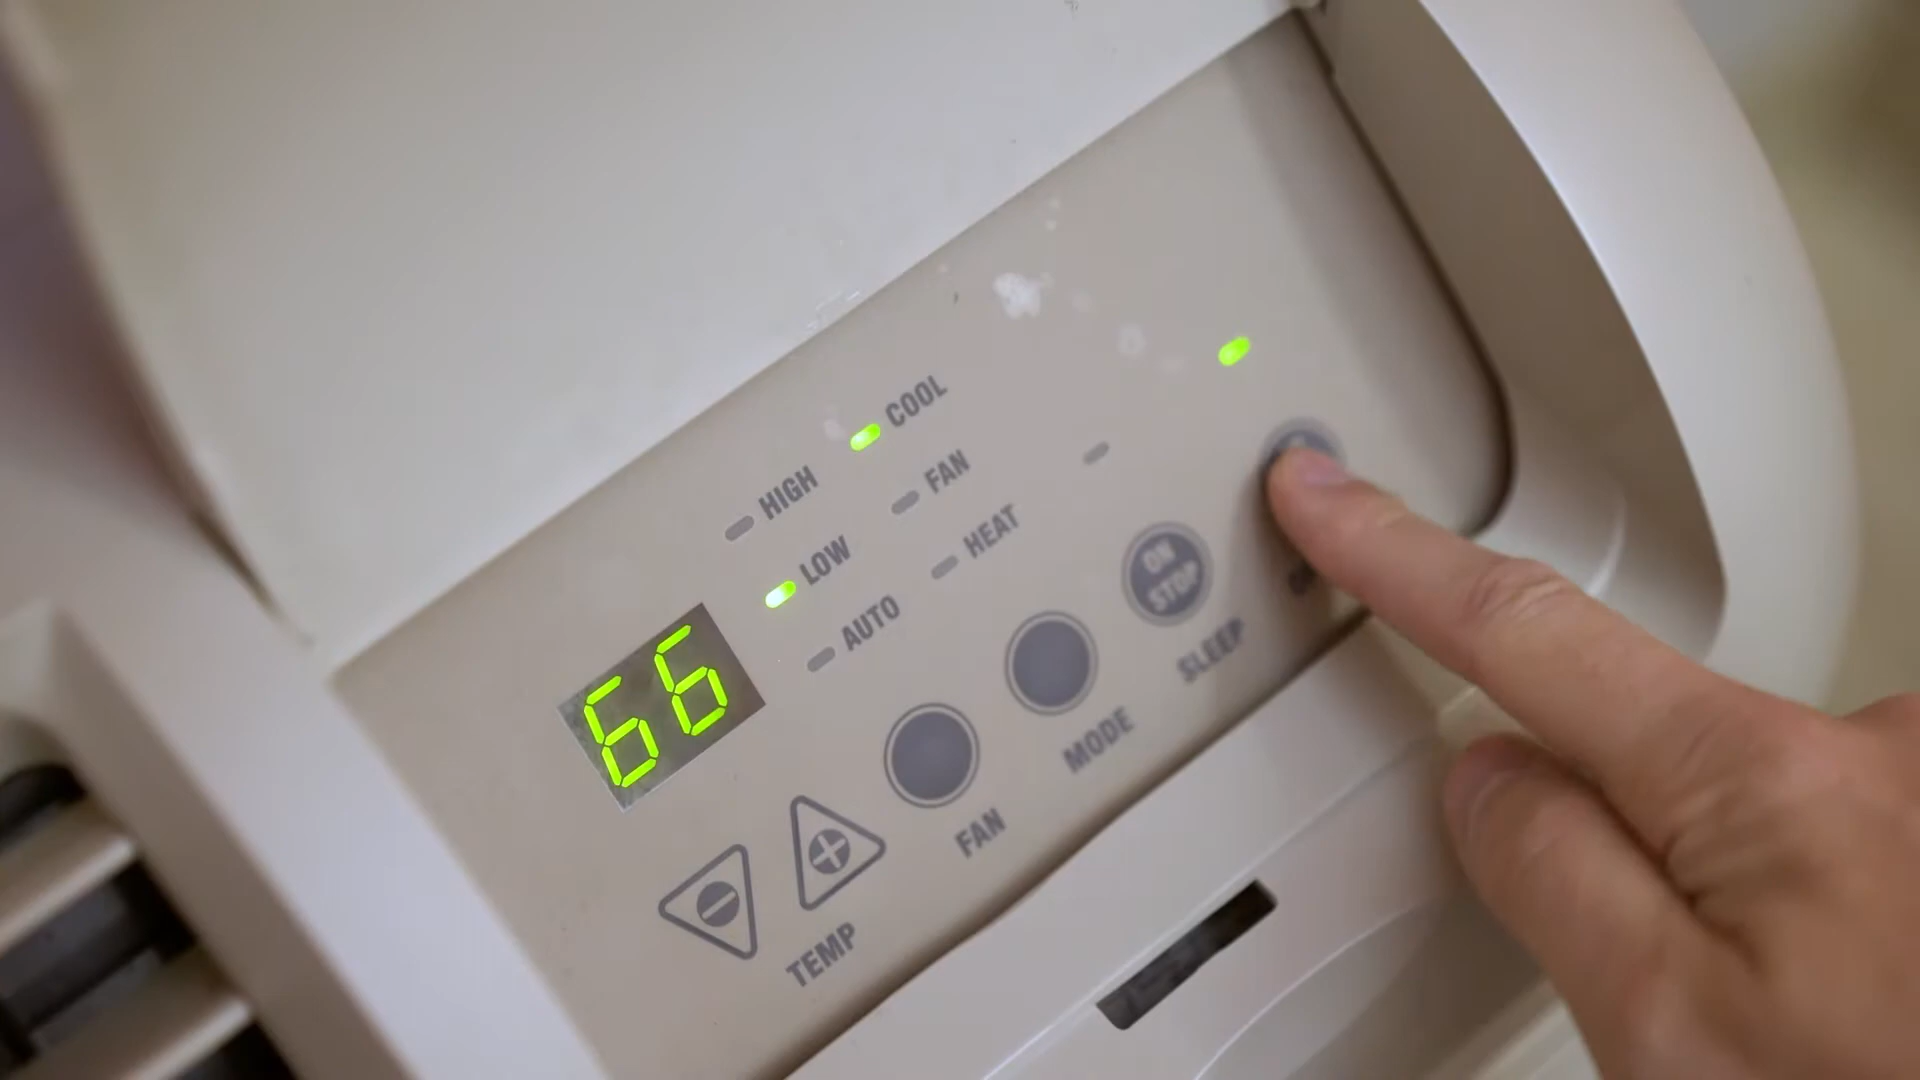 COOL
HIGH
FAN
LOW
HEAT
AUTO
66
ON
STOP
SLEEP
MODE
FAN
TEMP